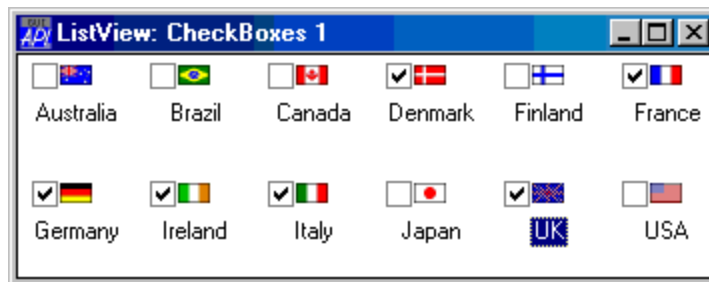 ListView: CheckBoxes 1
Australia Brazil Canada Denmark Finland France
Germany Ireland Italy Japan UK USA